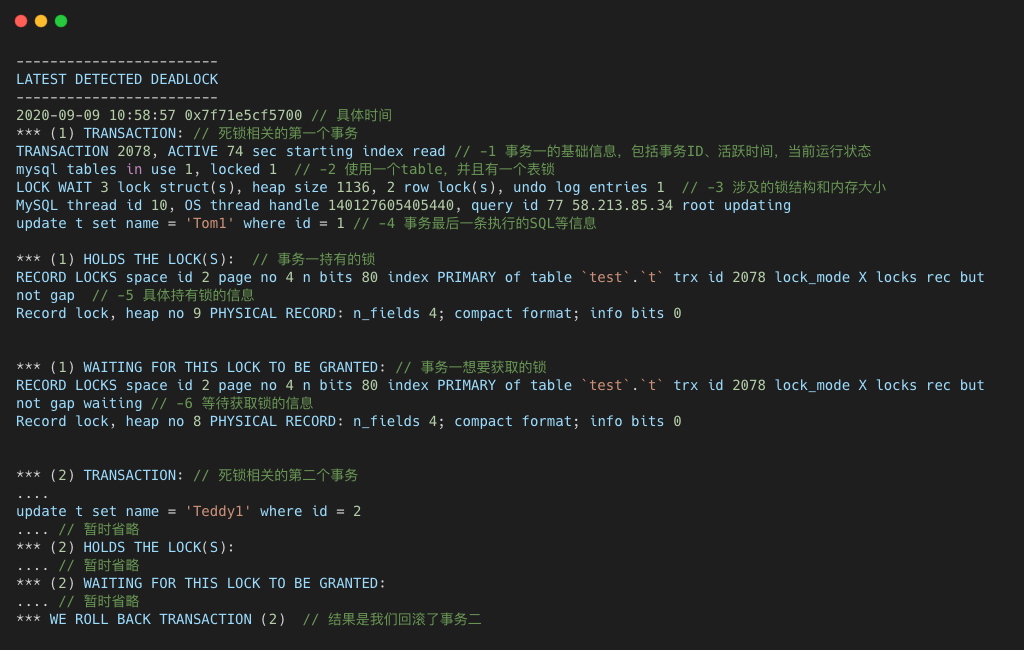 ------------------------
LATEST DETECTED DEADLOCK
------------------------
2020-09-09 10:58:57 0x7f71e5cf5700 // 具体时间
*** (1) TRANSACTION: // 死锁相关的第一个事务
TRANSACTION 2078, ACTIVE 74 sec starting index read // -1 事务一的基础信息，包括事务ID、活跃时间，当前运行状态
mysql tables in use 1, locked 1  // -2 使用一个table，并且有一个表锁
LOCK WAIT 3 lock struct(s), heap size 1136, 2 row lock(s), undo log entries 1  // -3 涉及的锁结构和内存大小
MySQL thread id 10, OS thread handle 140127605405440, query id 77 58.213.85.34 root updating
update t set name = 'Tom1' where id = 1 // -4 事务最后一条执行的SQL等信息
*** (1) HOLDS THE LOCK(S):  // 事务一持有的锁
RECORD LOCKS space id 2 page no 4 n bits 80 index PRIMARY of table `test`.`t` trx id 2078 lock_mode X locks rec but
not gap  // -5 具体持有锁的信息
Record lock, heap no 9 PHYSICAL RECORD: n_fields 4; compact format; info bits 0
*** (1) WAITING FOR THIS LOCK TO BE GRANTED: // 事务一想要获取的锁
RECORD LOCKS space id 2 page no 4 n bits 80 index PRIMARY of table `test`.`t` trx id 2078 lock_mode X locks rec but
not gap waiting // -6 等待获取锁的信息
Record lock, heap no 8 PHYSICAL RECORD: n_fields 4; compact format; info bits 0
*** (2) TRANSACTION: // 死锁相关的第二个事务
....
update t set name = 'Teddy1' where id = 2
.... // 暂时省略
*** (2) HOLDS THE LOCK(S):
.... // 暂时省略
*** (2) WAITING FOR THIS LOCK TO BE GRANTED:
.... // 暂时省略
*** WE ROLL BACK TRANSACTION (2)  // 结果是我们回滚了事务二